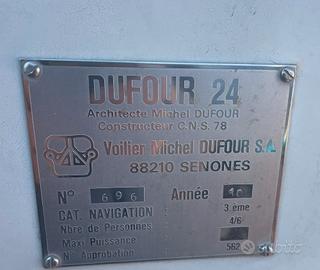 DUFOUR 24
Architecte Michel DUFOUR
Constructeur C.N.S. 78
Voilier Michel DUFOUR S.A.
88210 SENONES
N° 696 Année
CAT. NAVIGATION 3 ème
Nbre de Personnes 4/6
Maxi Puissance
N° Approbation 562